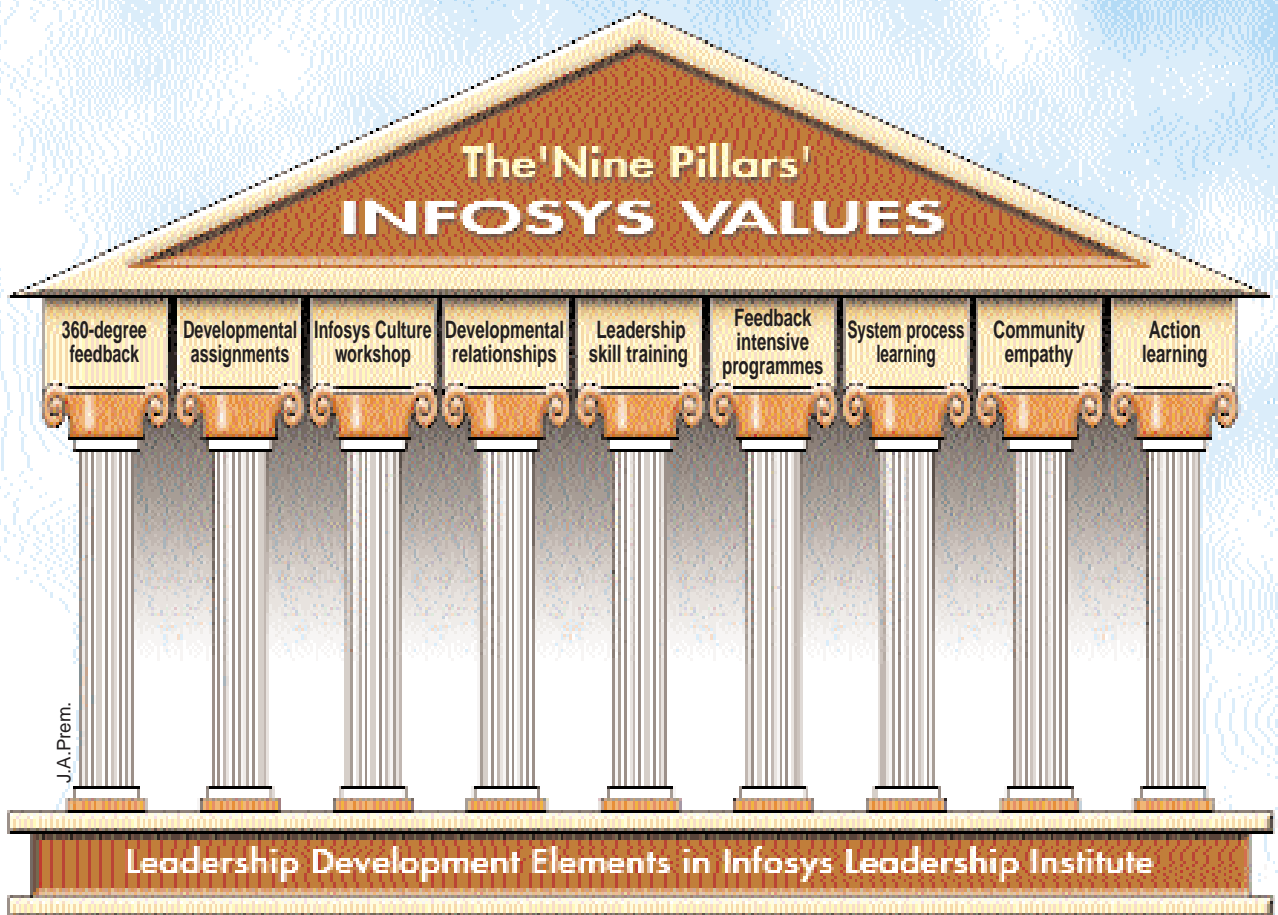 The 'Nine Pillars'
INFOSYS VALUES
360-degree
feedback
Developmental
assignments
Infosys Culture
workshop
Developmental
relationships
Leadership
skill training
Feedback
intensive
programmes
System process
learning
Community
empathy
Action
learning
J.A.Prem.
Leadership Development Elements in Infosys Leadership Institute